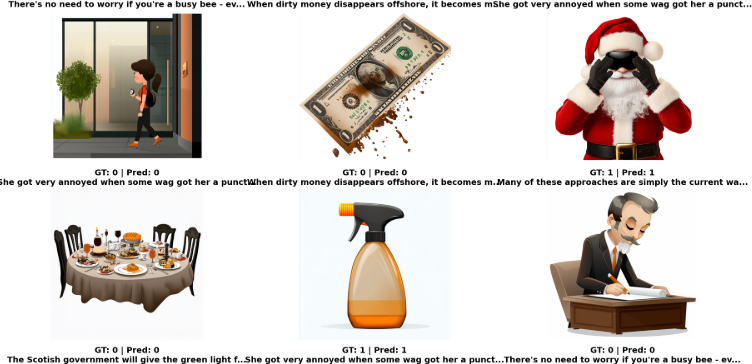 There's no need to worry if you're a busy bee - ev...
When dirty money disappears offshore, it becomes m
She got very annoyed when some wag got her a punct...
GT: 0 | Pred: 0
GT: 0 | Pred: 0
GT: 1 | Pred: 1
She got very annoyed when some wag got her a punct
When dirty money disappears offshore, it becomes m...
Many of these approaches are simply the current wa...
GT: 0 | Pred: 0
GT: 1 | Pred: 1
GT: 0 | Pred: 0
The Scotish government will give the green light f...
She got very annoyed when some wag got her a punct...
There's no need to worry if you're a busy bee - ev...